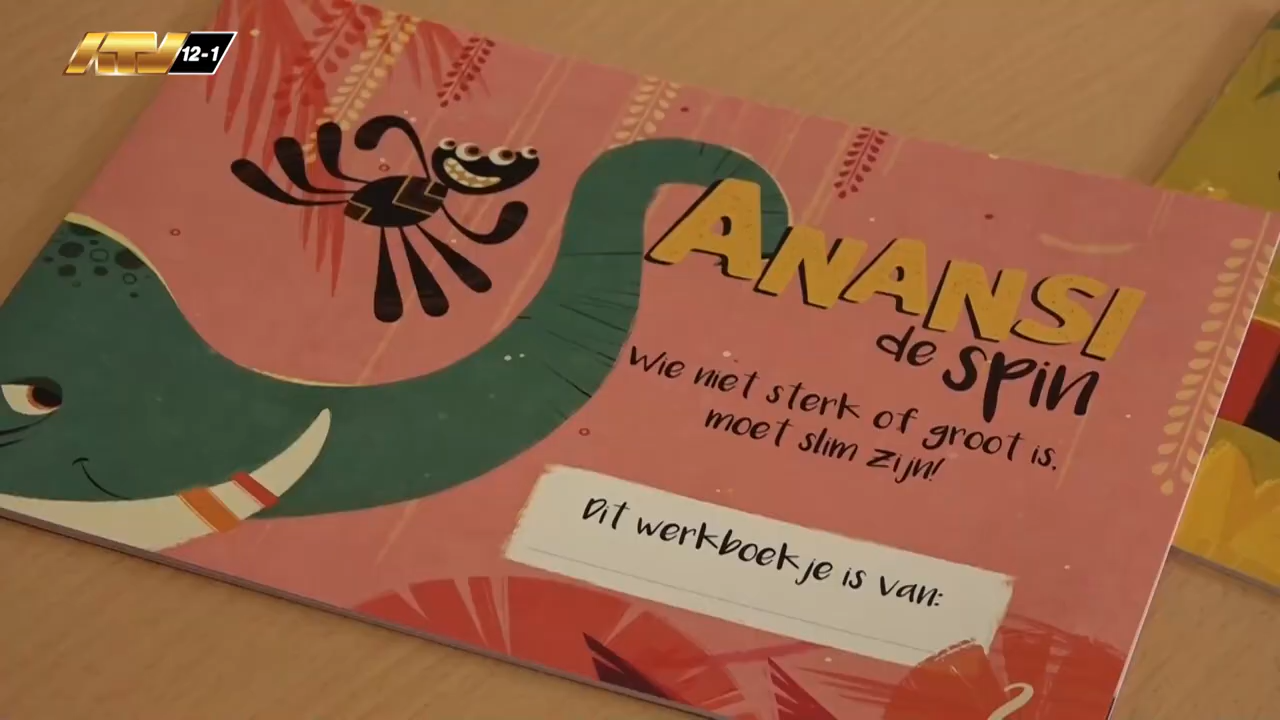 ATV
12-1
ANANSI
de spin
Wie niet sterk of groot is,
moet slim zijn!
Dit werkboekje is van: